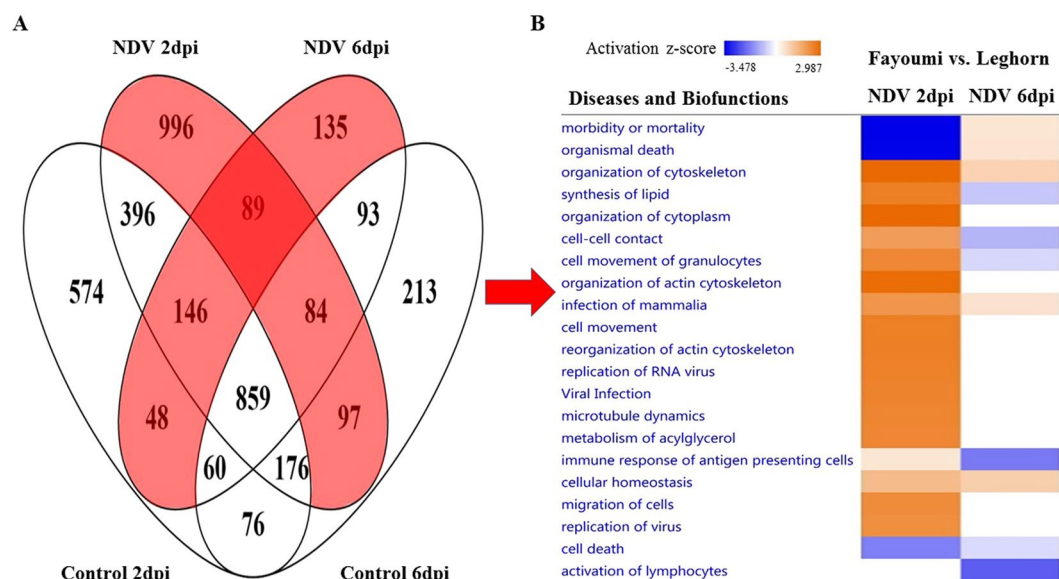 A
NDV 2dpi
NDV 6dpi
996
135
396
89
93
574
146
84
213
48
859
97
60
176
76
Control 2dpi
Control 6dpi
B
Activation z-score
-3.478
2.987
Fayoumi vs. Leghorn
Diseases and Biofunctions
NDV 2dpi
NDV 6dpi
morbidity or mortality
organismal death
organization of cytoskeleton
synthesis of lipid
organization of cytoplasm
cell-cell contact
cell movement of granulocytes
organization of actin cytoskeleton
infection of mammalia
cell movement
reorganization of actin cytoskeleton
replication of RNA virus
Viral Infection
microtubule dynamics
metabolism of acylglycerol
immune response of antigen presenting cells
cellular homeostasis
migration of cells
replication of virus
cell death
activation of lymphocytes